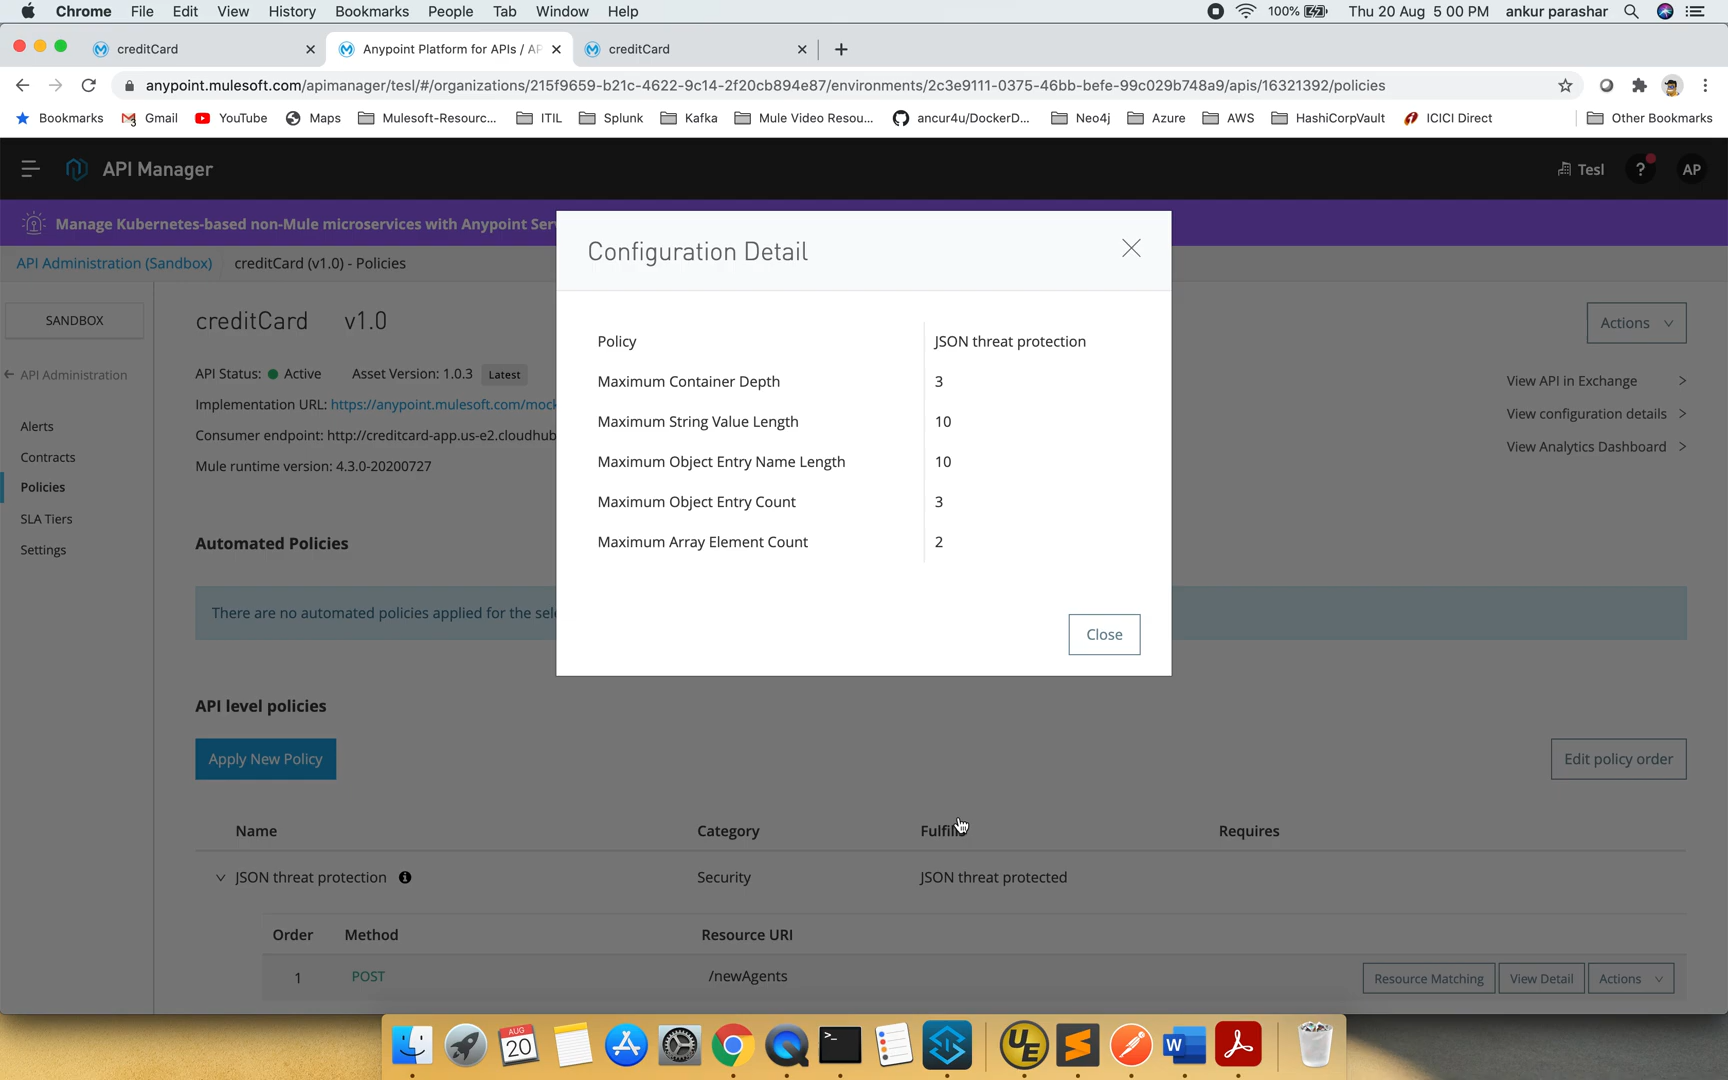 Chrome File Edit View History Bookmarks People Tab Window Help 100% Thu 20 Aug 5 00 PM ankur parashar
creditCard Anypoint Platform for APIs / AP creditCard
anypoint.mulesoft.com/apimanager/tesl/#/organizations/215f9659-b21c-4622-9c14-2f20cb894e87/environments/2c3e9111-0375-46bb-befe-99c029b748a9/apis/16321392/policies
Bookmarks Gmail YouTube Maps Mulesoft-Resourc... ITIL Splunk Kafka Mule Video Resou... ancur4u/DockerD... Neo4j Azure AWS HashiCorpVault ICICI Direct Other Bookmarks
API Manager Tesl ? AP
Manage Kubernetes-based non-Mule microservices with Anypoint Ser
API Administration (Sandbox) creditCard (v1.0) - Policies
Configuration Detail
SANDBOX
creditCard v1.0
Actions
API Administration
API Status: Active Asset Version: 1.0.3 Latest
View API in Exchange
Implementation URL: https://anypoint.mulesoft.com/mock
View configuration details
Consumer endpoint: http://creditcard-app.us-e2.cloudhub
View Analytics Dashboard
Mule runtime version: 4.3.0-20200727
Alerts
Contracts
Policies
SLA Tiers
Settings
Policy JSON threat protection
Maximum Container Depth 3
Maximum String Value Length 10
Maximum Object Entry Name Length 10
Maximum Object Entry Count 3
Maximum Array Element Count 2
Close
Automated Policies
There are no automated policies applied for the sel
API level policies
Apply New Policy
Edit policy order
Name Category Requires
JSON threat protection Security JSON threat protected
Order Method Resource URI
1 POST /newAgents Resource Matching View Detail Actions
AUG
20
UE
W